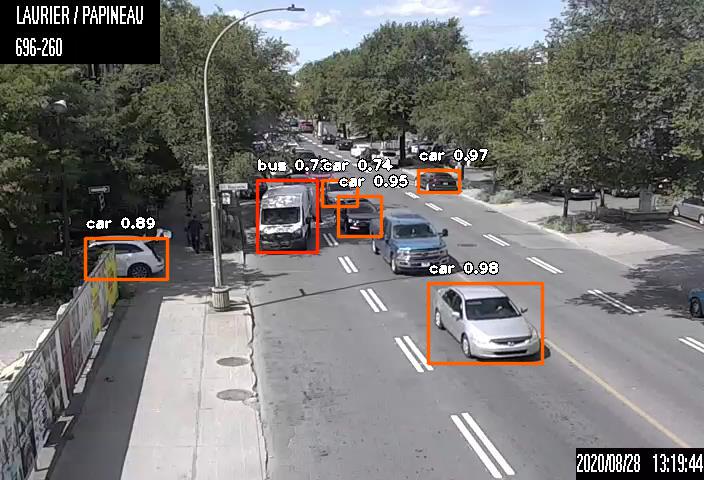 LAURIER / PAPINEAU
696-260
bus 0.73
car 0.74
car 0.97
car 0.95
car 0.89
car 0.98
2020/08/28 13:19:44